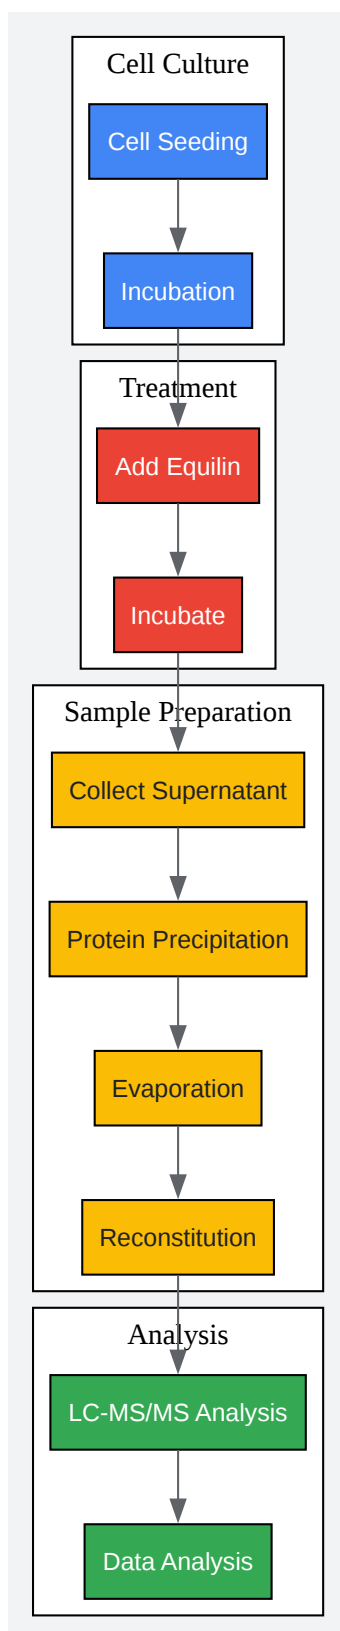 Cell Culture
Cell Seeding
Incubation
Treatment
Add Equilin
Incubate
Sample Preparation
Collect Supernatant
Protein Precipitation
Evaporation
Reconstitution
Analysis
LC-MS/MS Analysis
Data Analysis